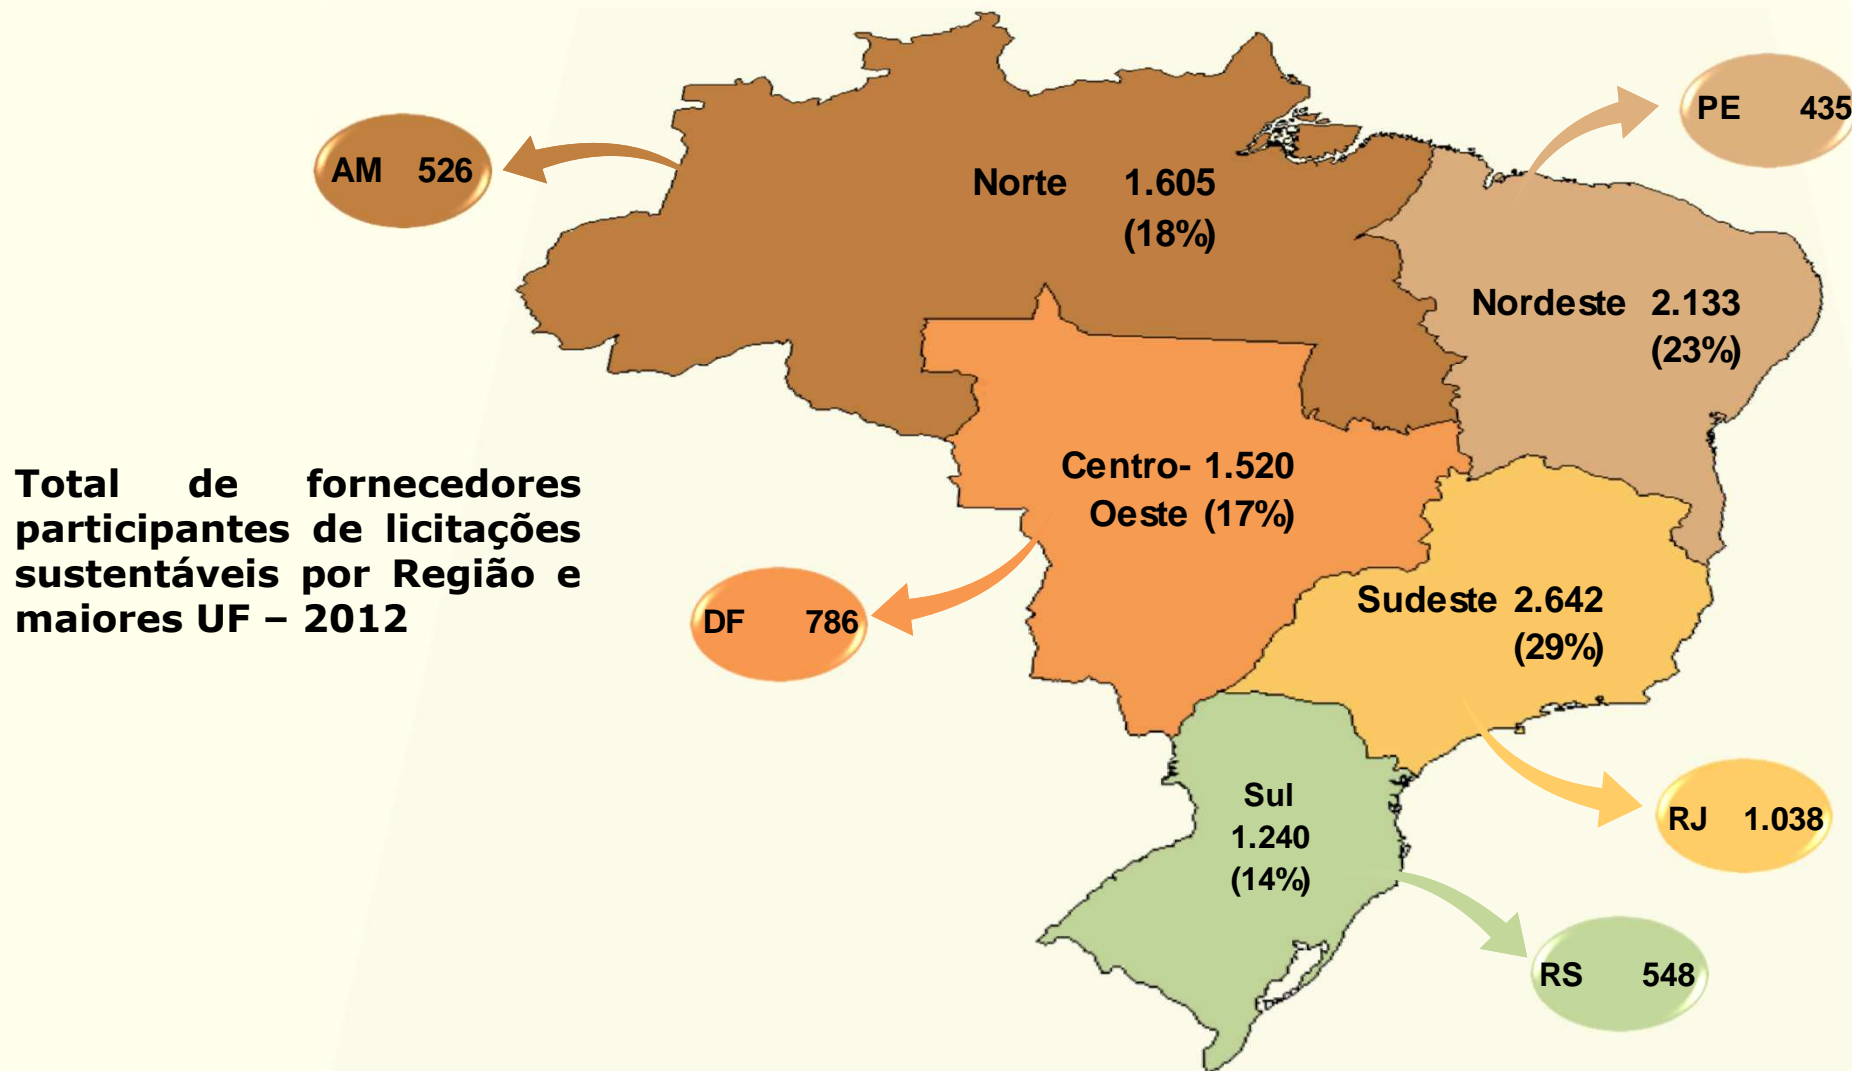 PE 435
AM 526
Norte 1.605
(18%)
Nordeste 2.133
(23%)
Centro- 1.520
Oeste (17%)
Total de fornecedores
participantes de licitações
sustentáveis por Região e
maiores UF – 2012
DF 786
Sudeste 2.642
(29%)
Sul
1.240
(14%)
RJ 1.038
RS 548